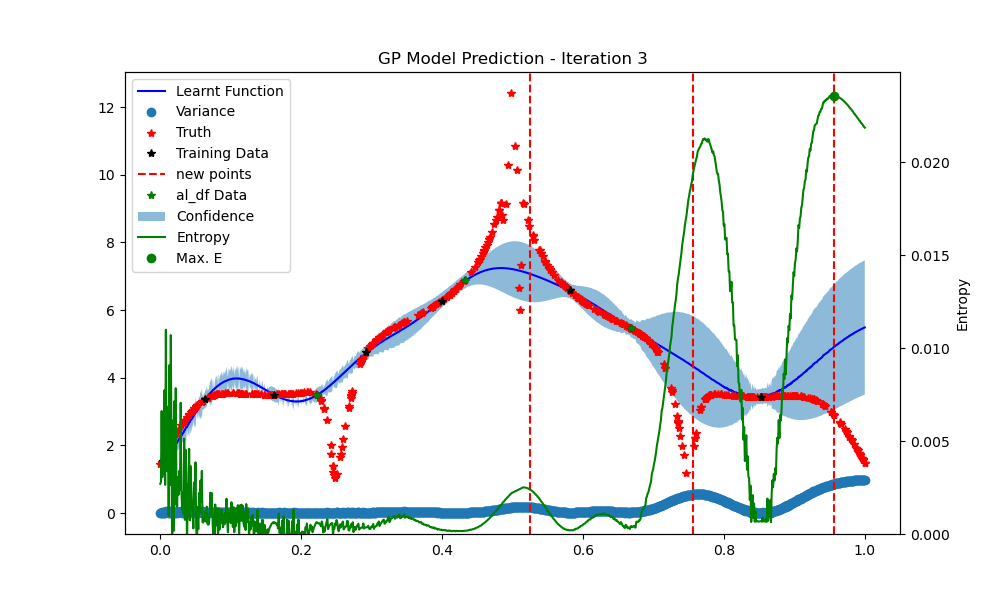 GP Model Prediction - Iteration 3
Learnt Function
Variance
Truth
Training Data
new points
al_df Data
Confidence
Entropy
Max. E
12
10
8
6
4
2
0
0.0
0.2
0.4
0.6
0.8
1.0
0.020
0.015
0.010
0.005
0.000
Entropy